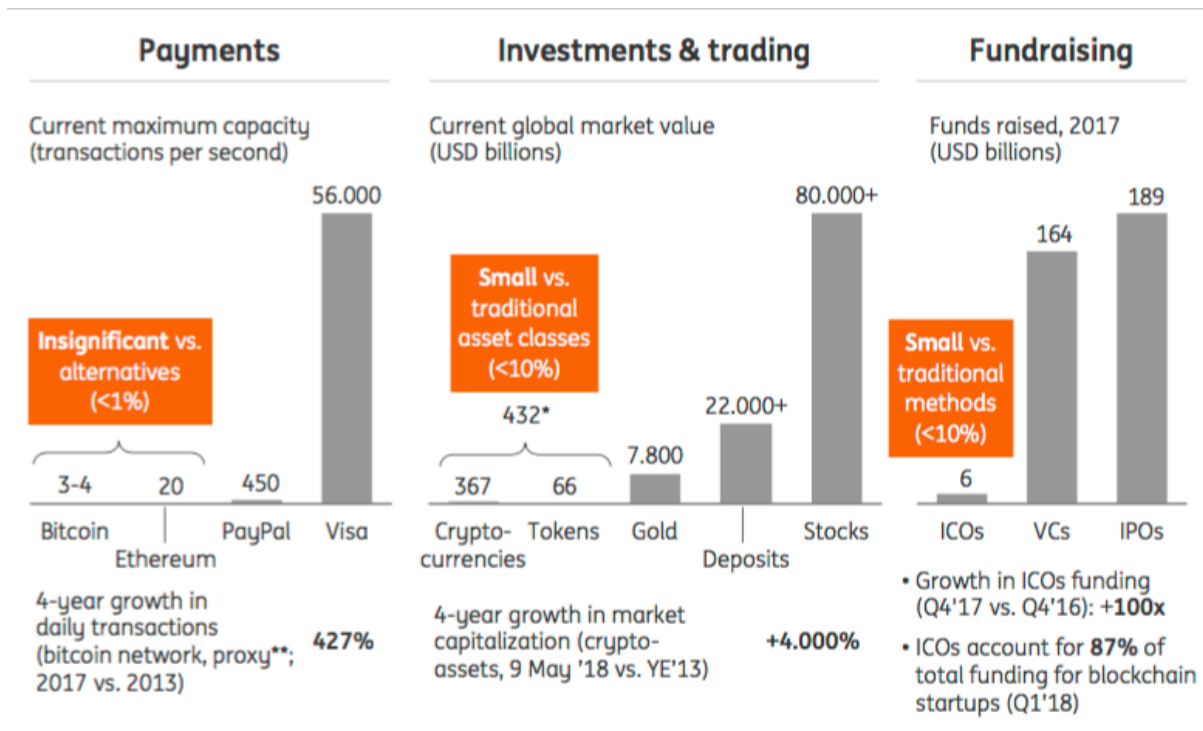 Payments
Current maximum capacity
(transactions per second)
56.000
Insignificant vs.
alternatives
(<1%)
3-4
20
450
Bitcoin
Ethereum
PayPal
Visa
4-year growth in
daily transactions
(bitcoin network, proxy**;
2017 vs. 2013)
427%
Investments & trading
Current global market value
(USD billions)
80.000+
Small vs.
traditional
asset classes
(<10%)
432*
22.000+
7.800
367
66
Crypto-
currencies
Tokens
Gold
Deposits
Stocks
4-year growth in market
capitalization (crypto-
assets, 9 May '18 vs. YE'13)
+4.000%
Fundraising
Funds raised, 2017
(USD billions)
189
164
Small vs.
traditional
methods
(<10%)
6
ICOs
VCs
IPOs
• Growth in ICOs funding
(Q4'17 vs. Q4'16): +100x
• ICOs account for 87% of
total funding for blockchain
startups (Q1'18)